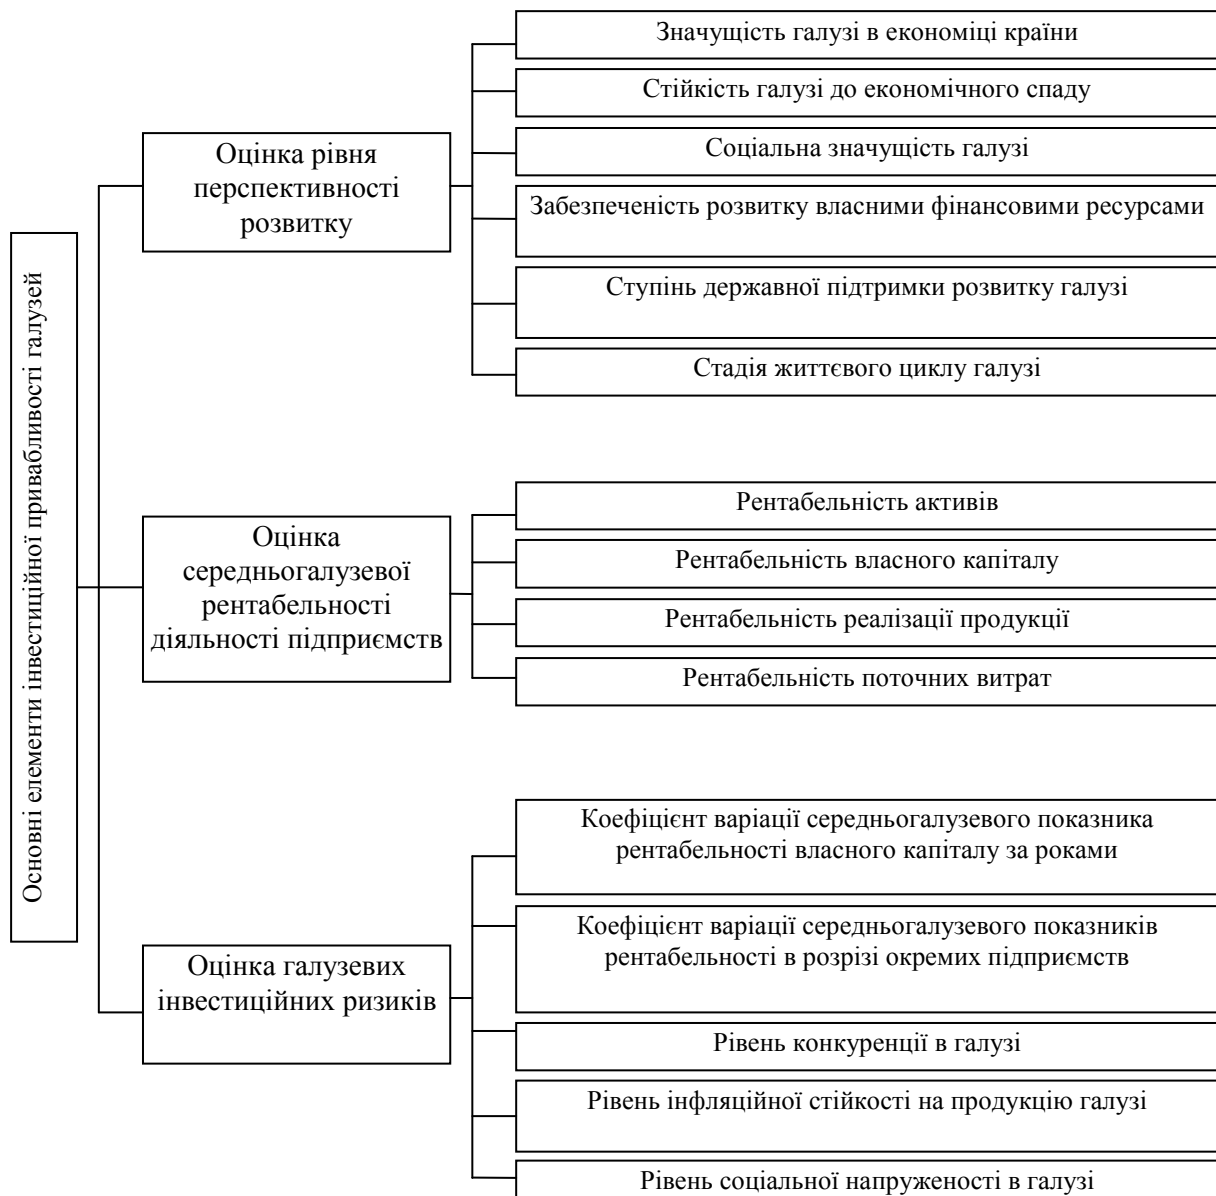 Основні елементи інвестиційної привабливості галузей
Оцінка рівня
перспективності
розвитку
Значущість галузі в економіці країни
Стійкість галузі до економічного спаду
Соціальна значущість галузі
Забезпеченість розвитку власними фінансовими ресурсами
Ступінь державної підтримки розвитку галузі
Стадія життєвого циклу галузі
Оцінка
середньогалузевої
рентабельності
діяльності підприємств
Рентабельність активів
Рентабельність власного капіталу
Рентабельність реалізації продукції
Рентабельність поточних витрат
Оцінка галузевих
інвестиційних ризиків
Коефіцієнт варіації середньогалузевого показника
рентабельності власного капіталу за роками
Коефіцієнт варіації середньогалузевого показників
рентабельності в розрізі окремих підприємств
Рівень конкуренції в галузі
Рівень інфляційної стійкості на продукцію галузі
Рівень соціальної напруженості в галузі